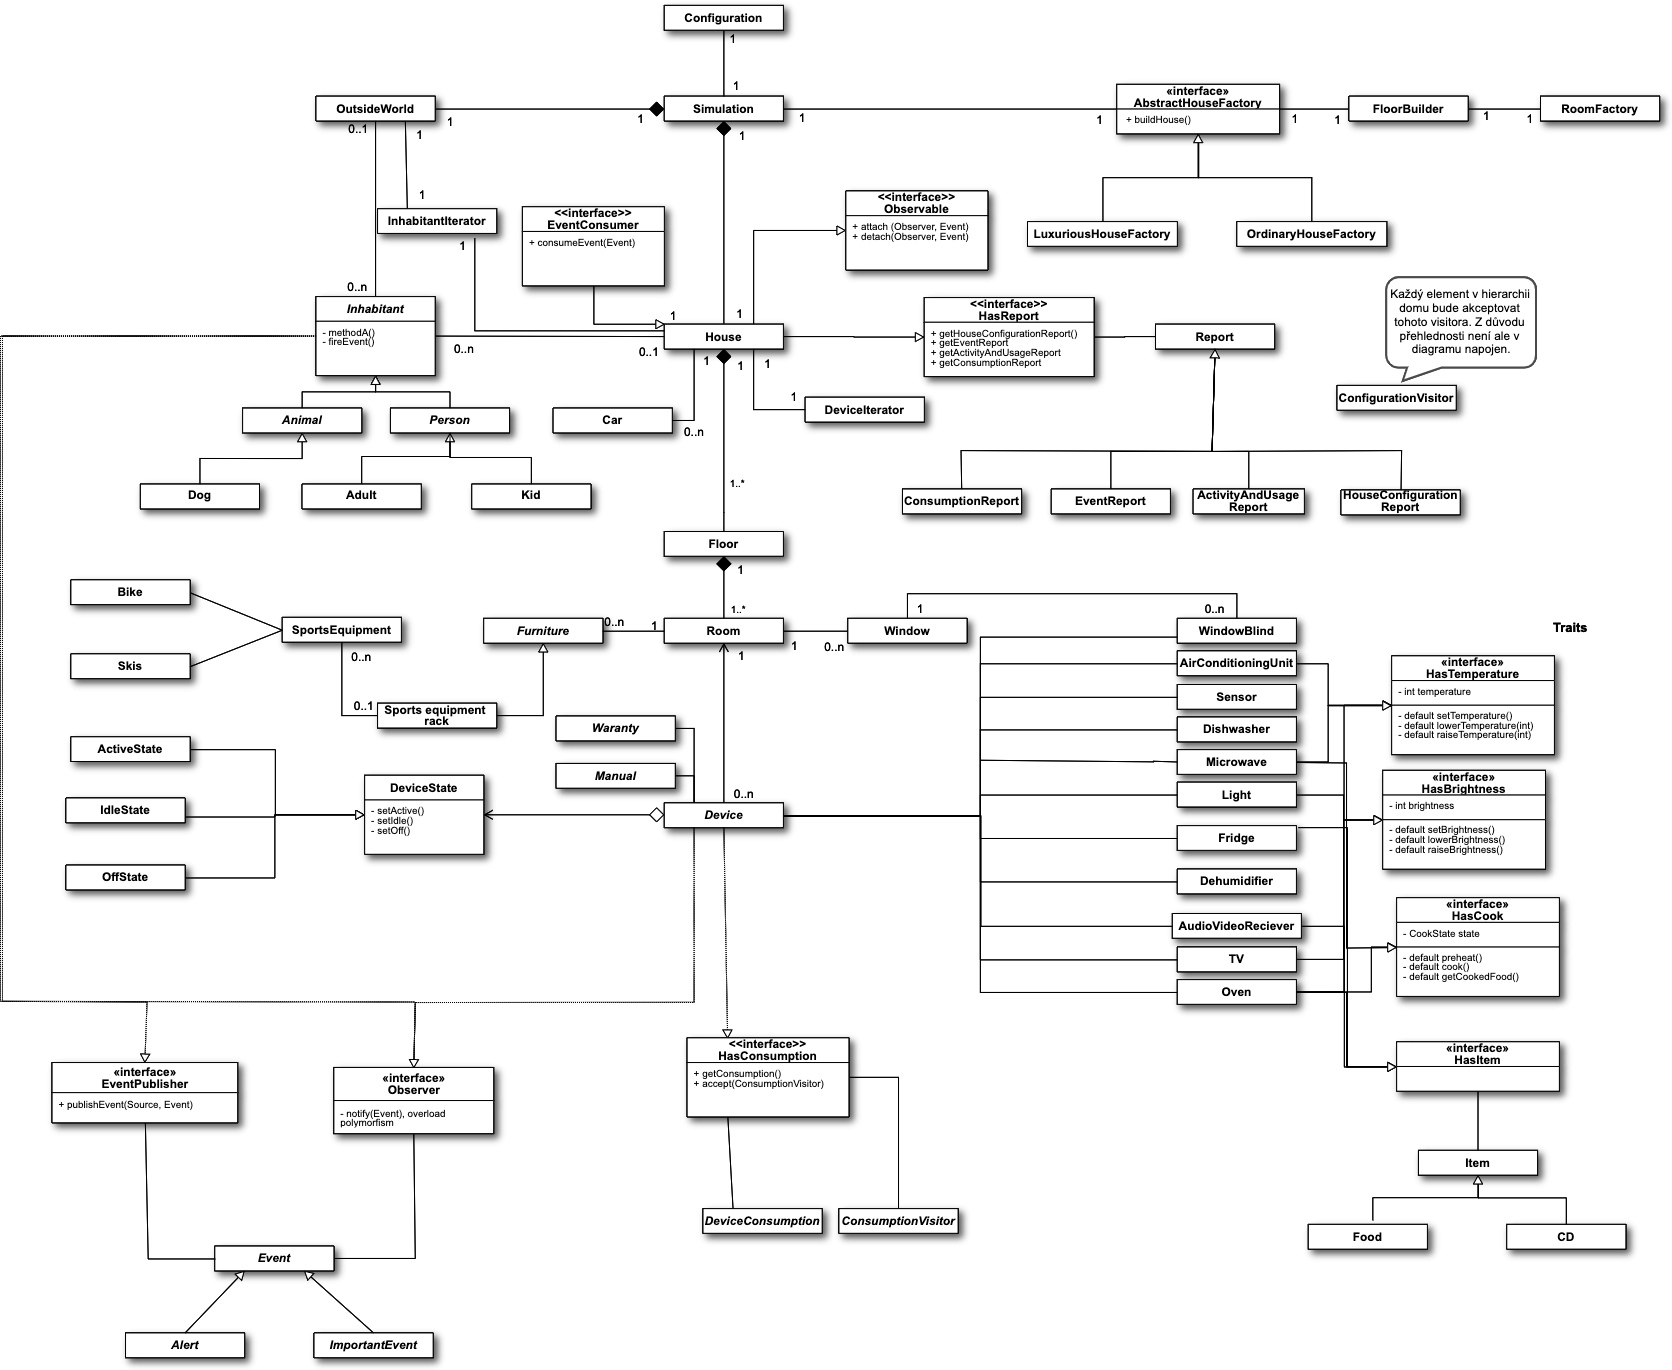 Configuration
1
1
OutsideWorld
1
1
Simulation
1
1
1
«interface»
AbstractHouseFactory
+ buildHouse()
1
1
FloorBuilder
1
1
RoomFactory
0..1
1
1
InhabitantIterator
1
<<interface>>
EventConsumer
+ consumeEvent(Event)
<<interface>>
Observable
+ attach (Observer, Event)
+ detach(Observer, Event)
LuxuriousHouseFactory
OrdinaryHouseFactory
0..n
Inhabitant
- methodA()
- fireEvent()
0..n
1
1
House
0..1
1
1
1
<<interface>>
HasReport
+ getHouseConfigurationReport()
+ getEventReport
+ getActivityAndUsageReport
+ getConsumptionReport
Report
Každý element v hierarchii
domu bude akceptovat
tohoto visitora. Z důvodu
přehlednosti není ale v
diagramu napojen.
ConfigurationVisitor
Animal
Person
Car
0..n
1
DeviceIterator
Dog
Adult
Kid
1..*
ConsumptionReport
EventReport
ActivityAndUsage
Report
HouseConfiguration
Report
Floor
1
1..*
Bike
SportsEquipment
Skis
0..n
0..1
Sports equipment
rack
Furniture
0..n
1
Room
1
1
0..n
Window
1
0..n
WindowBlind
AirConditioningUnit
Sensor
Dishwasher
Microwave
Light
Fridge
Dehumidifier
AudioVideoReciever
TV
Oven
Traits
«interface»
HasTemperature
- int temperature
- default setTemperature()
- default lowerTemperature(int)
- default raiseTemperature(int)
«interface»
HasBrightness
- int brightness
- default setBrightness()
- default lowerBrightness()
- default raiseBrightness()
«interface»
HasCook
- CookState state
- default preheat()
- default cook()
- default getCookedFood()
«interface»
HasItem
Item
Food
CD
Waranty
Manual
0..n
Device
ActiveState
IdleState
OffState
DeviceState
- setActive()
- setIdle()
- setOff()
«interface»
EventPublisher
+ publishEvent(Source, Event)
«interface»
Observer
- notify(Event), overload
polymorfism
<<interface>>
HasConsumption
+ getConsumption()
+ accept(ConsumptionVisitor)
DeviceConsumption
ConsumptionVisitor
Event
Alert
ImportantEvent